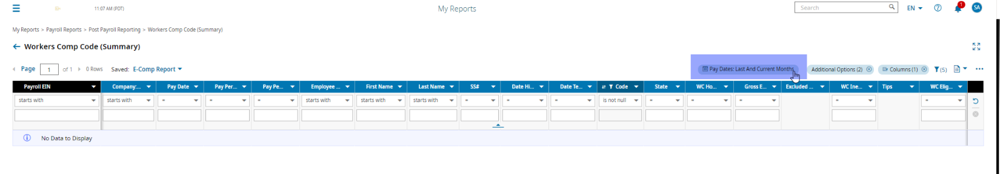 11:07 AM (PDT) My Reports Search EN 1 SA
My Reports > Payroll Reports > Post Payroll Reporting > Workers Comp Code (Summary)
Workers Comp Code (Summary)
Page 1 of 1 0 Rows Saved: E-Comp Report Pay Dates: Last And Current Months Additional Options (2) Columns (1) (5)
Payroll EIN Company:... Pay Date Pay Per... Pay Pe... Employee ... First Name Last Name SS# Date Hi... Date Te... Code State WC Ho... Gross E... Excluded ... WC Ine... Tips WC Elig...
starts with starts with = = = starts with starts with starts with = = = is not null = = = = =
No Data to Display